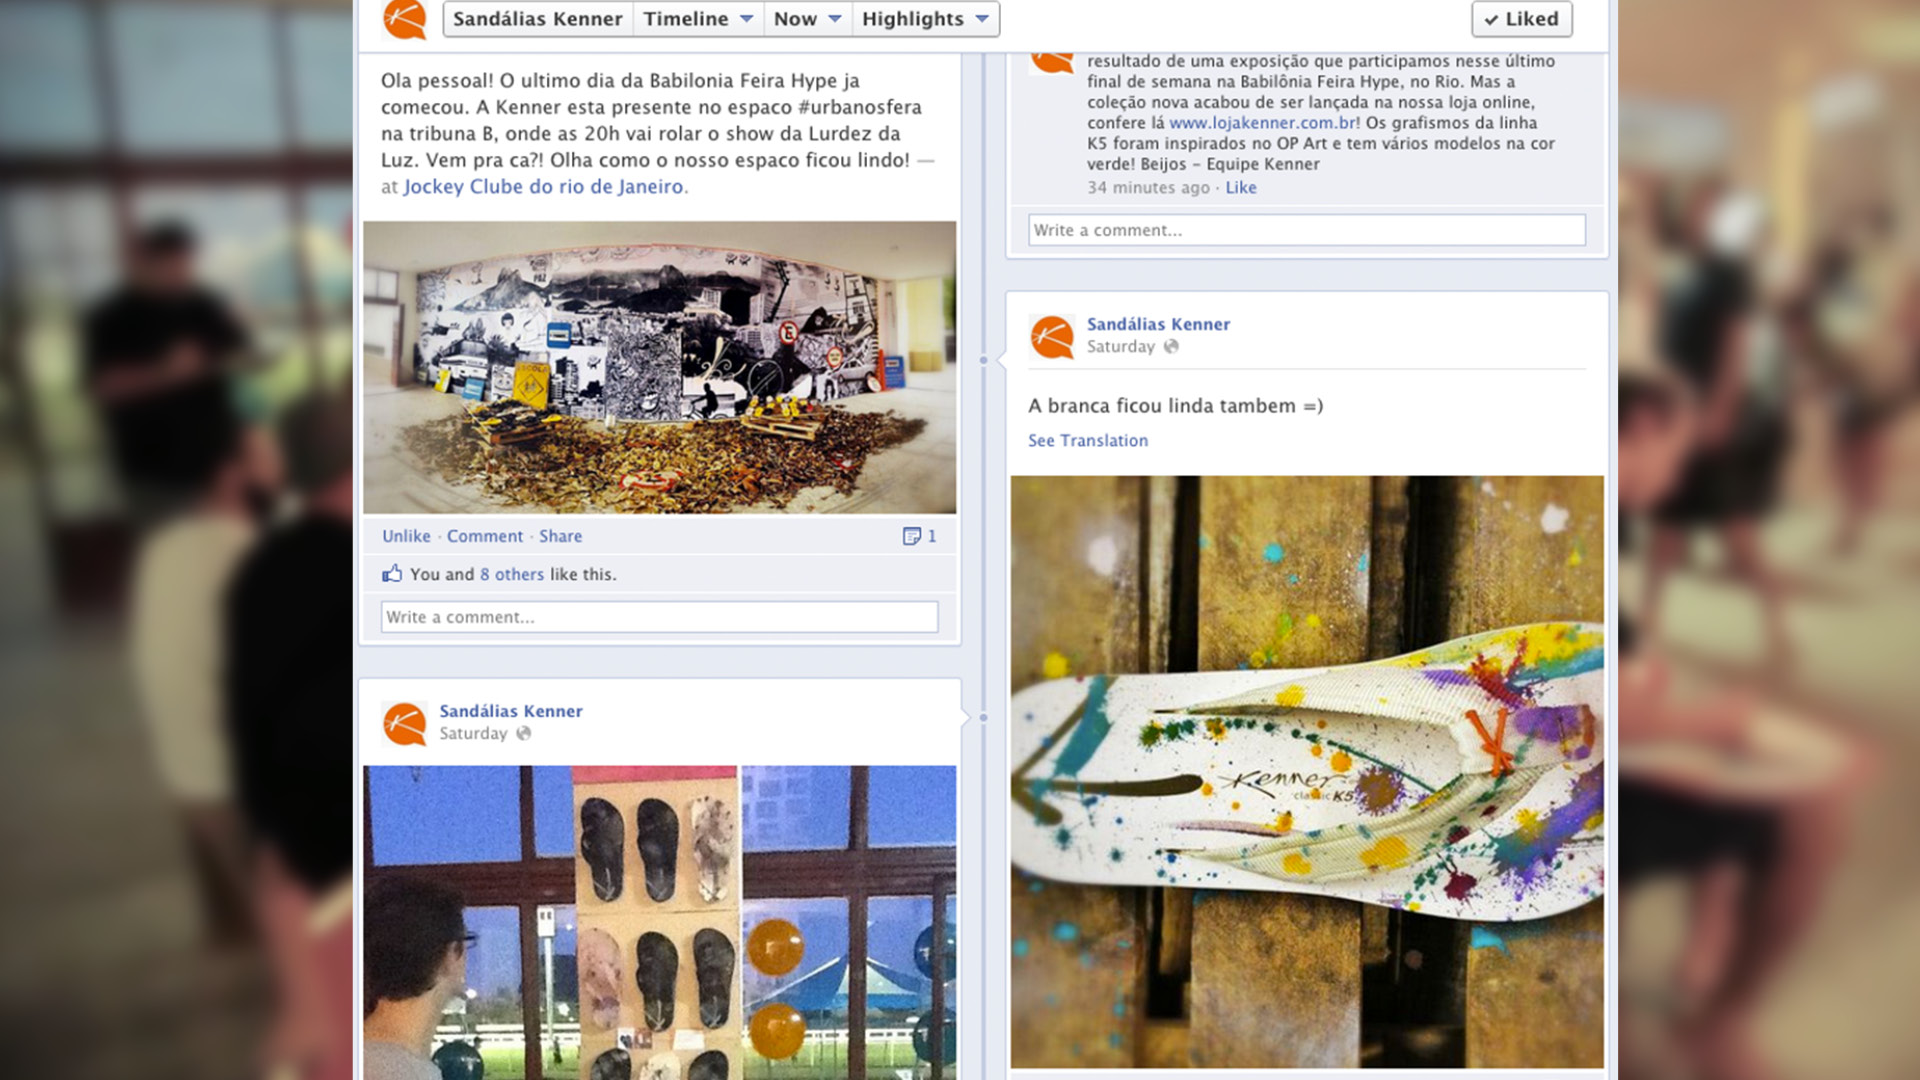 Sandálias Kenner Timeline Now Highlights
✓ Liked
Ola pessoal! O ultimo dia da Babilonia Feira Hype ja
comecou. A Kenner esta presente no espaco #urbanosfera
na tribuna B, onde as 20h vai rolar o show da Lurdez da
Luz. Vem pra ca?! Olha como o nosso espaco ficou lindo! —
at Jockey Clube do rio de Janeiro.
ESCOLA
Unlike · Comment · Share
1
You and 8 others like this.
Write a comment...
Sandálias Kenner
Saturday
resultado de uma exposição que participamos nesse último
final de semana na Babilônia Feira Hype, no Rio. Mas a
coleção nova acabou de ser lançada na nossa loja online,
confere lá www.lojakenner.com.br! Os grafismos da linha
K5 foram inspirados no OP Art e tem vários modelos na cor
verde! Beijos – Equipe Kenner
34 minutes ago · Like
Write a comment...
Sandálias Kenner
Saturday
A branca ficou linda tambem =)
See Translation
Kenner
classic K5